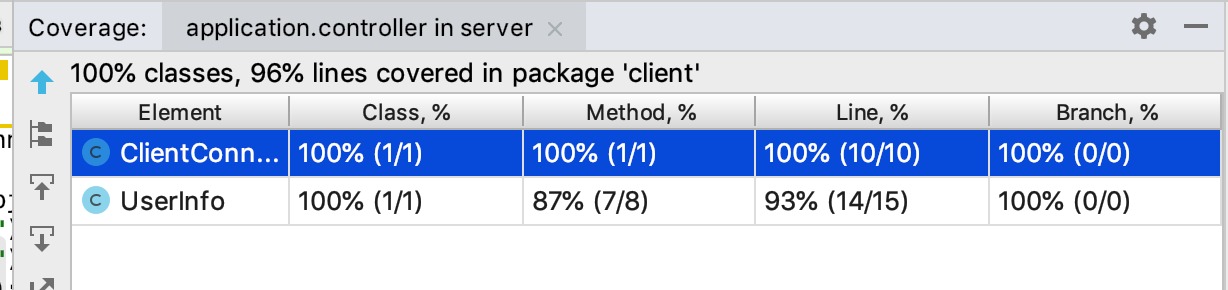 Coverage: application.controller in server
100% classes, 96% lines covered in package 'client'
Element Class, % Method, % Line, % Branch, %
C ClientConn... 100% (1/1) 100% (1/1) 100% (10/10) 100% (0/0)
C UserInfo 100% (1/1) 87% (7/8) 93% (14/15) 100% (0/0)